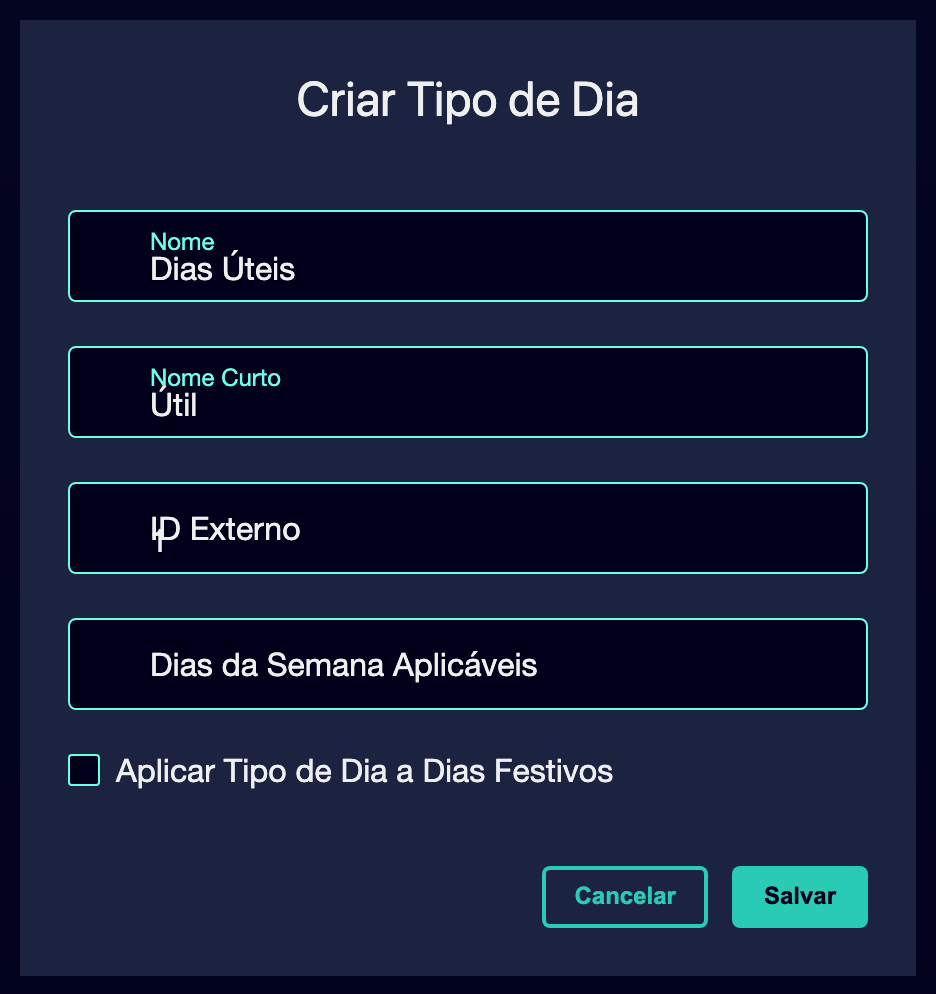 Criar Tipo de Dia
Nome
Dias Úteis
Nome Curto
Útil
ID Externo
1
Dias da Semana Aplicáveis
Aplicar Tipo de Dia a Dias Festivos
Cancelar
Salvar